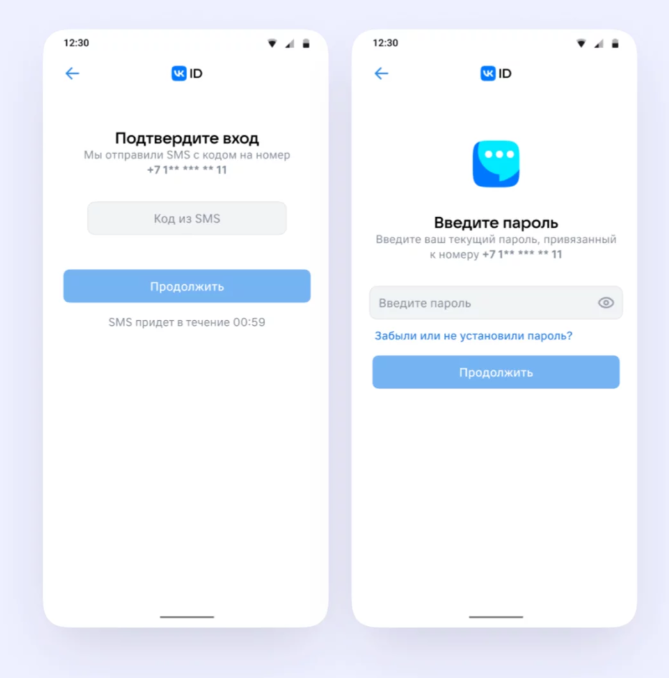 12:30
VK ID
Подтвердите вход
Мы отправили SMS с кодом на номер
+7 1** *** ** 11
Код из SMS
Продолжить
SMS придет в течение 00:59
12:30
VK ID
Введите пароль
Введите ваш текущий пароль, привязанный
к номеру +7 1** *** ** 11
Введите пароль
Забыли или не установили пароль?
Продолжить